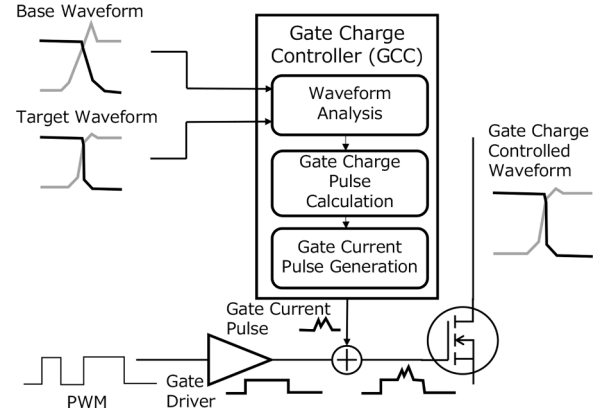 Base Waveform
Gate Charge
Controller (GCC)
Waveform
Analysis
Target Waveform
Gate Charge
Controlled
Waveform
Gate Charge
Pulse
Calculation
Gate Current
Pulse Generation
Gate Current
Pulse
Gate
Driver
PWM